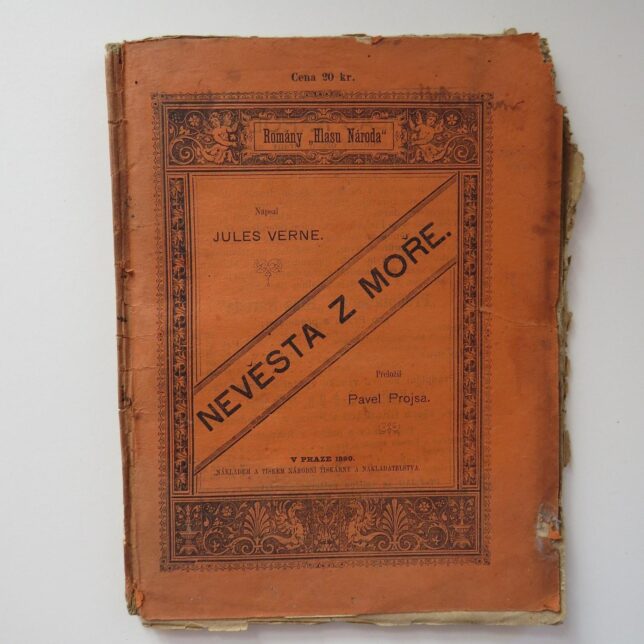 Cena 20 kr.
Romány „Hlasu Národa“
Napsal
JULES VERNE.
NEVĚSTA Z MOŘE.
Přeložil
Pavel Projsa.
V PRAZE 1890.
NÁKLADEM A TISKEM NÁRODNÍ TISKÁRNY A NAKLADATELSTVA.